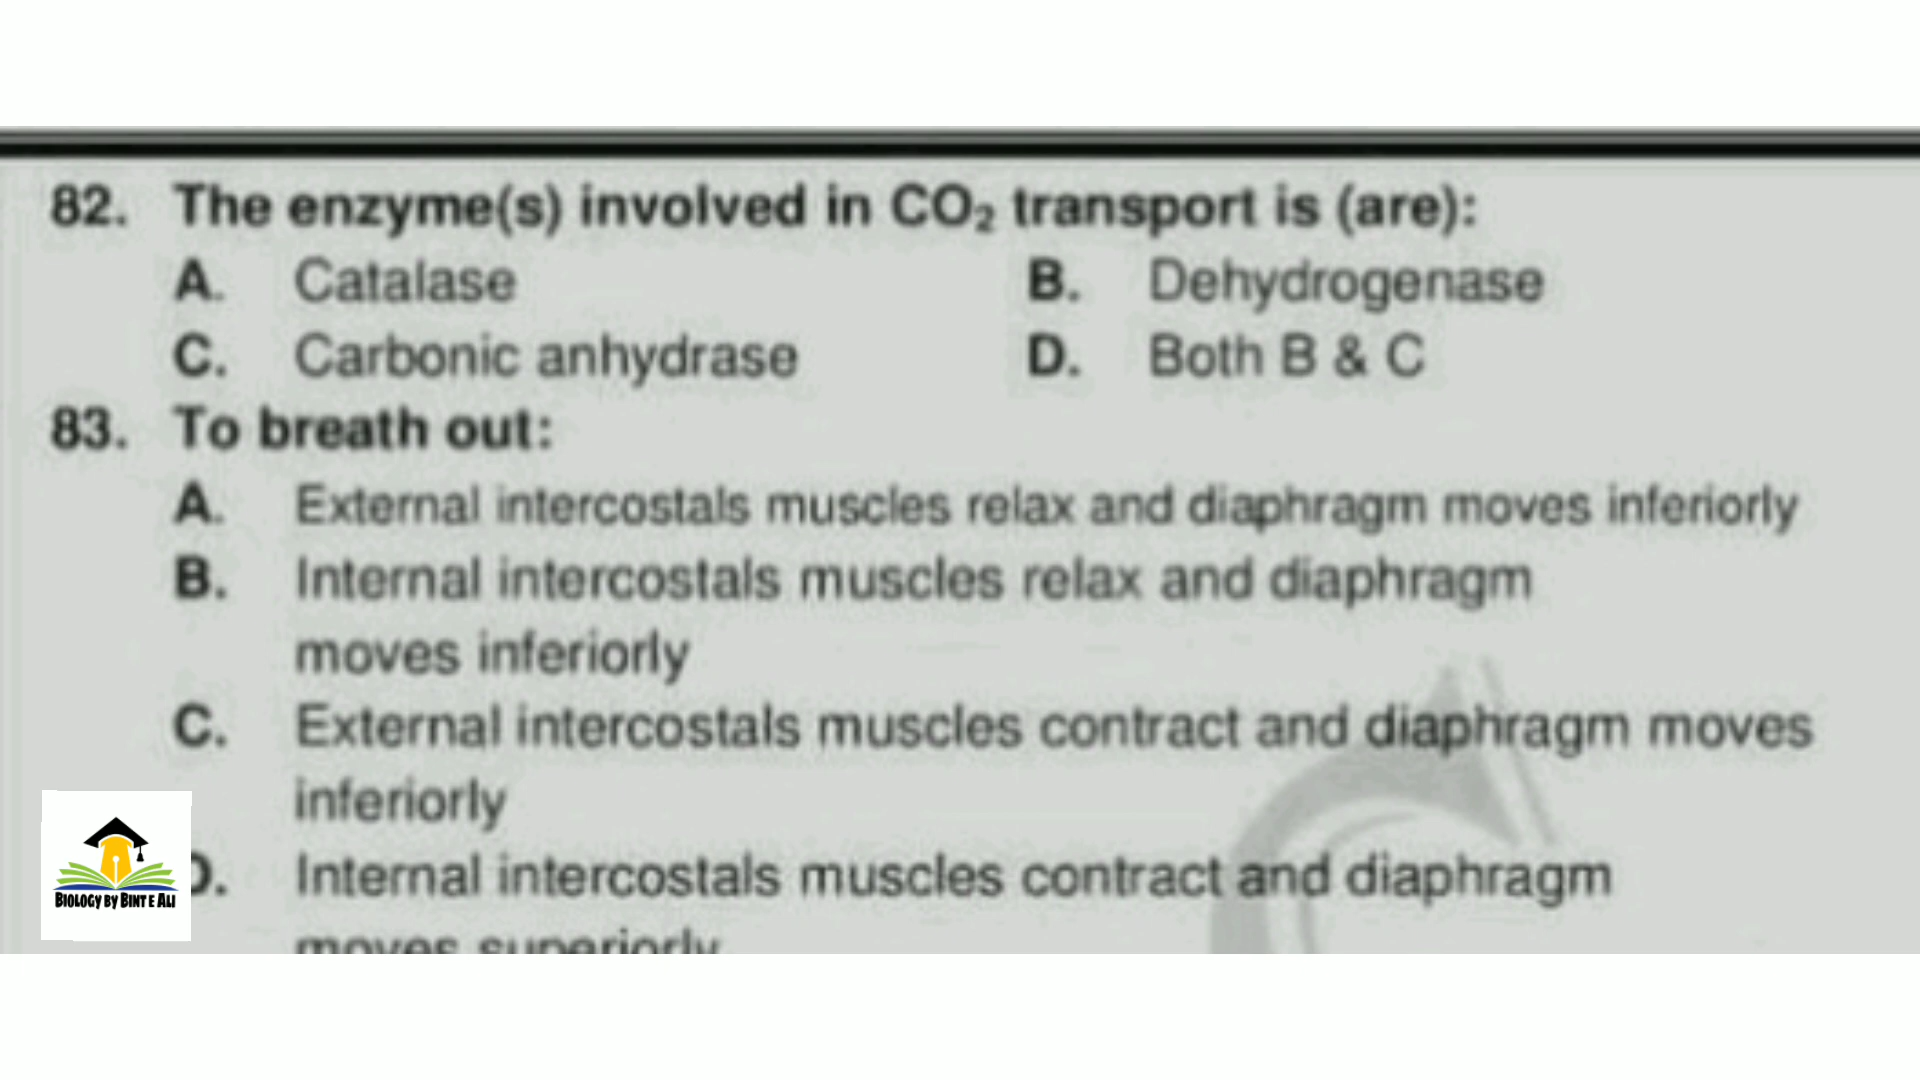 82. The enzyme(s) involved in CO₂ transport is (are):
A. Catalase B. Dehydrogenase
C. Carbonic anhydrase D. Both B & C
83. To breath out:
A. External intercostals muscles relax and diaphragm moves inferiorly
B. Internal intercostals muscles relax and diaphragm
moves inferiorly
C. External intercostals muscles contract and diaphragm moves
inferiorly
D. Internal intercostals muscles contract and diaphragm
moves superiorly
BIOLOGY BY BINT E ALI